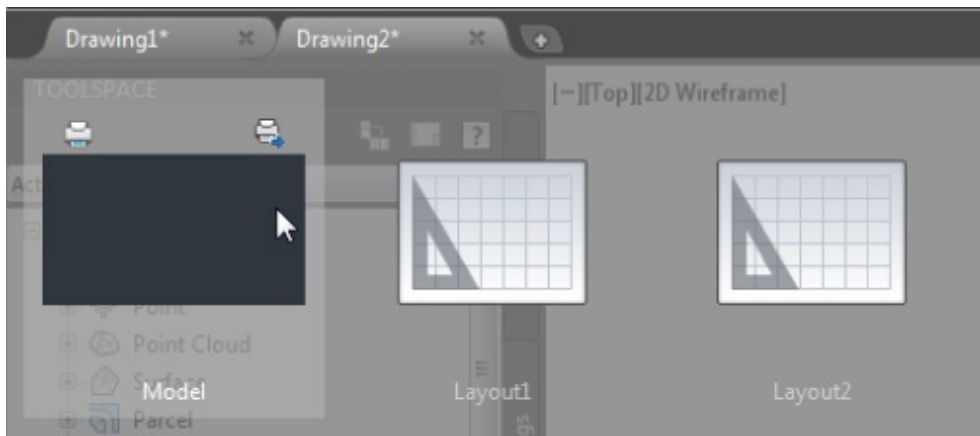 Drawing1*
Drawing2*
TOOLSPACE
[−][Top][2D Wireframe]
?
Point
Point Cloud
Model
Layout1
Layout2
Parcel